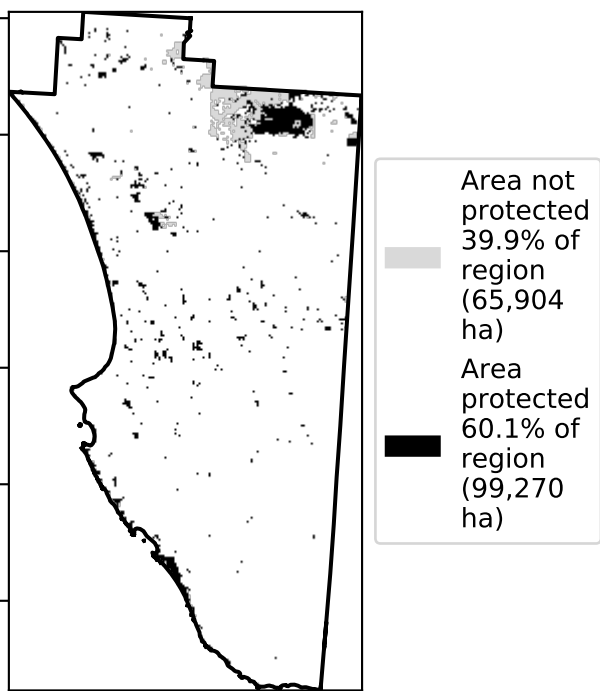 Area not
protected
39.9% of
region
(65,904
ha)
Area
protected
60.1% of
region
(99,270
ha)